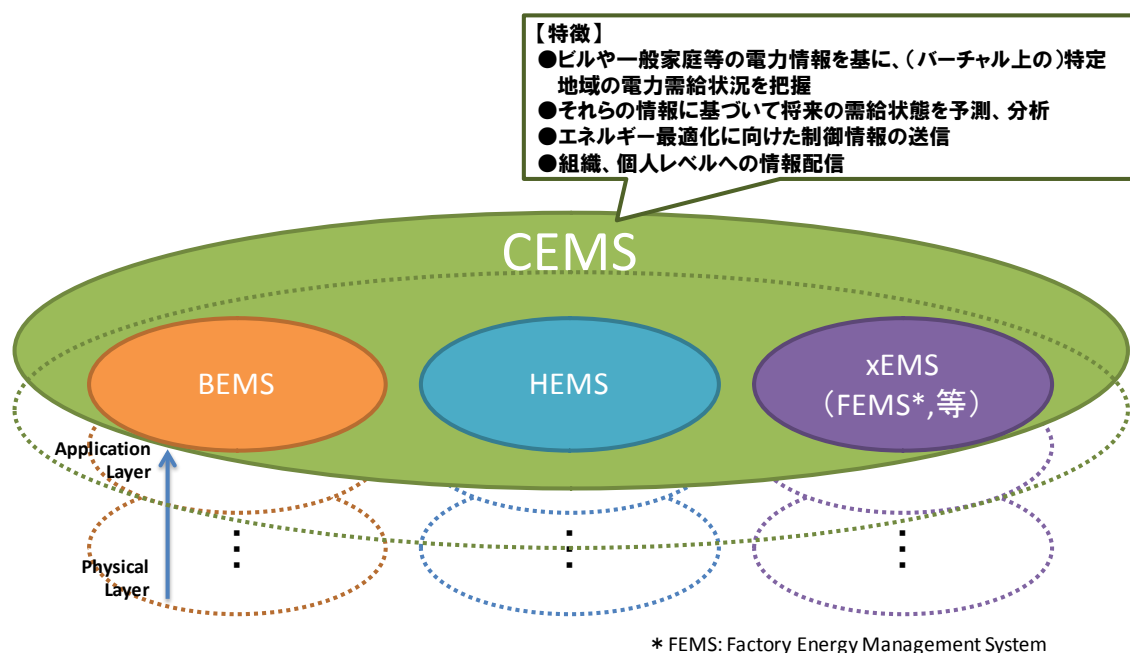 【特徴】
●ビルや一般家庭等の電力情報を基に、（バーチャル上の）特定
地域の電力需給状況を把握
●それらの情報に基づいて将来の需給状態を予測、分析
●エネルギー最適化に向けた制御情報の送信
●組織、個人レベルへの情報配信
CEMS
BEMS
HEMS
xEMS
（FEMS*,等）
Application
Layer
Physical
Layer
* FEMS: Factory Energy Management System